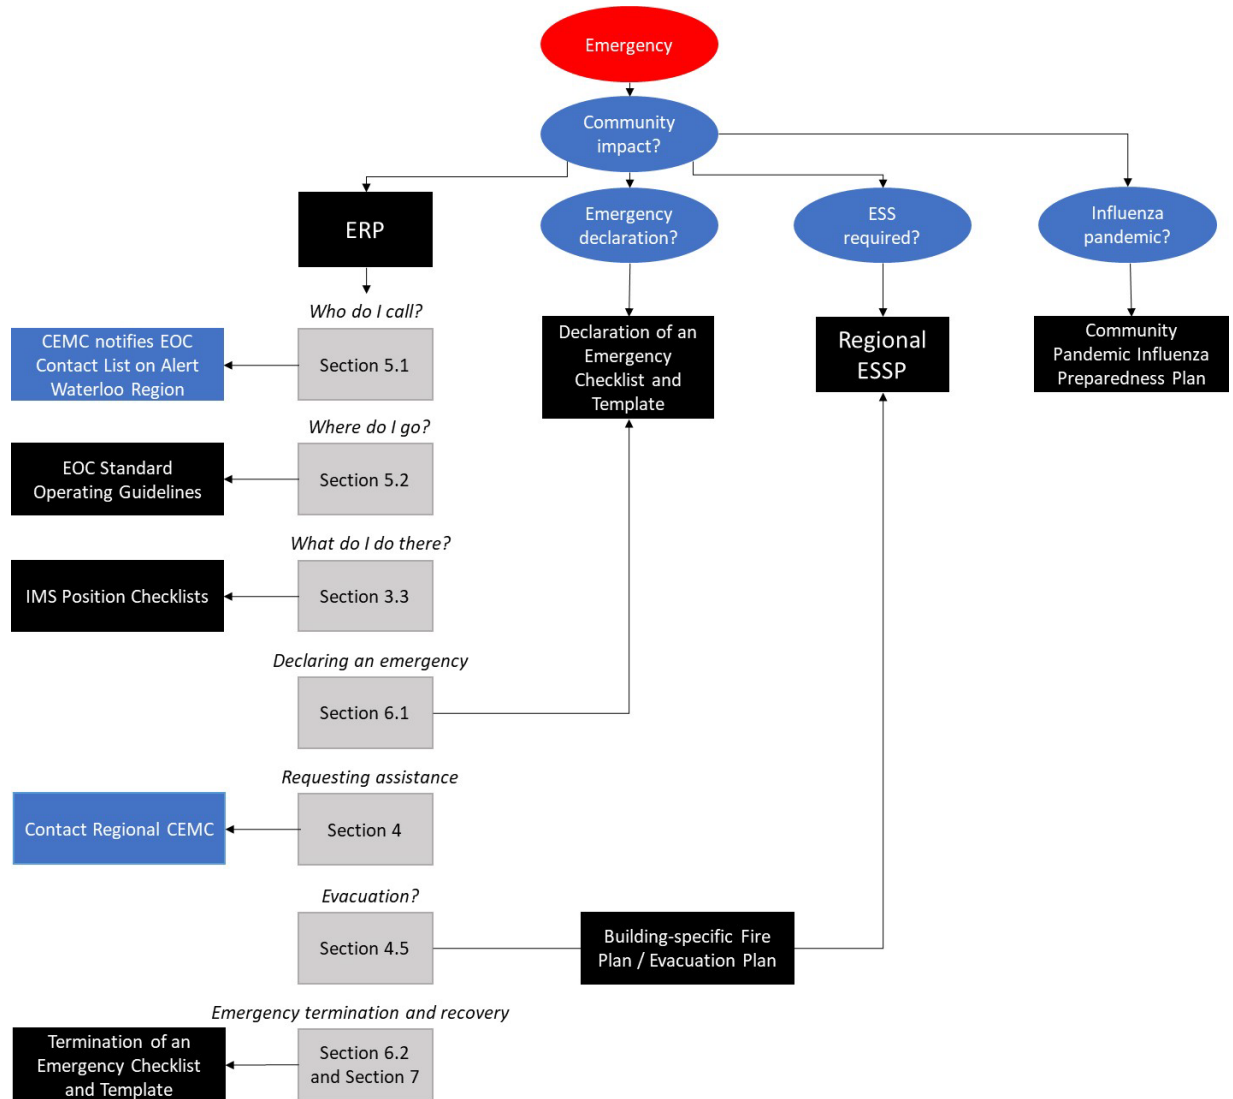 Emergency
Community
impact?
ERP
Emergency
declaration?
ESS
required?
Influenza
pandemic?
Who do I call?
CEMC notifies EOC
Contact List on Alert
Waterloo Region
Section 5.1
Declaration of an
Emergency
Checklist and
Template
Regional
ESSP
Community
Pandemic Influenza
Preparedness Plan
Where do I go?
EOC Standard
Operating Guidelines
Section 5.2
What do I do there?
IMS Position Checklists
Section 3.3
Declaring an emergency
Section 6.1
Requesting assistance
Contact Regional CEMC
Section 4
Evacuation?
Section 4.5
Building-specific Fire
Plan / Evacuation Plan
Emergency termination and recovery
Termination of an
Emergency Checklist
and Template
Section 6.2
and Section 7